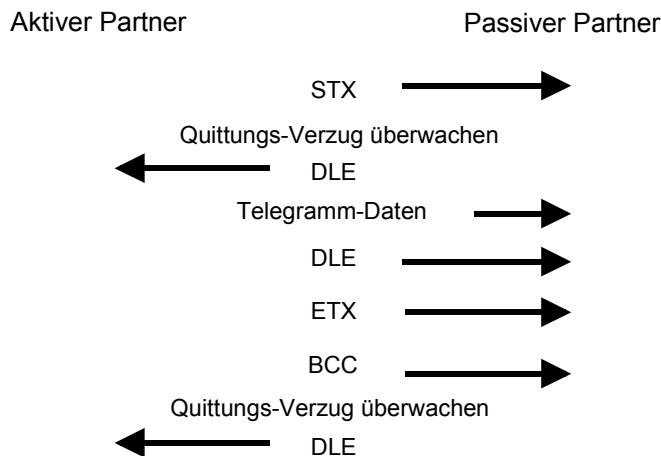 Aktiver Partner Passiver Partner
STX
Quittungs-Verzug überwachen
DLE
Telegramm-Daten
DLE
ETX
BCC
Quittungs-Verzug überwachen
DLE